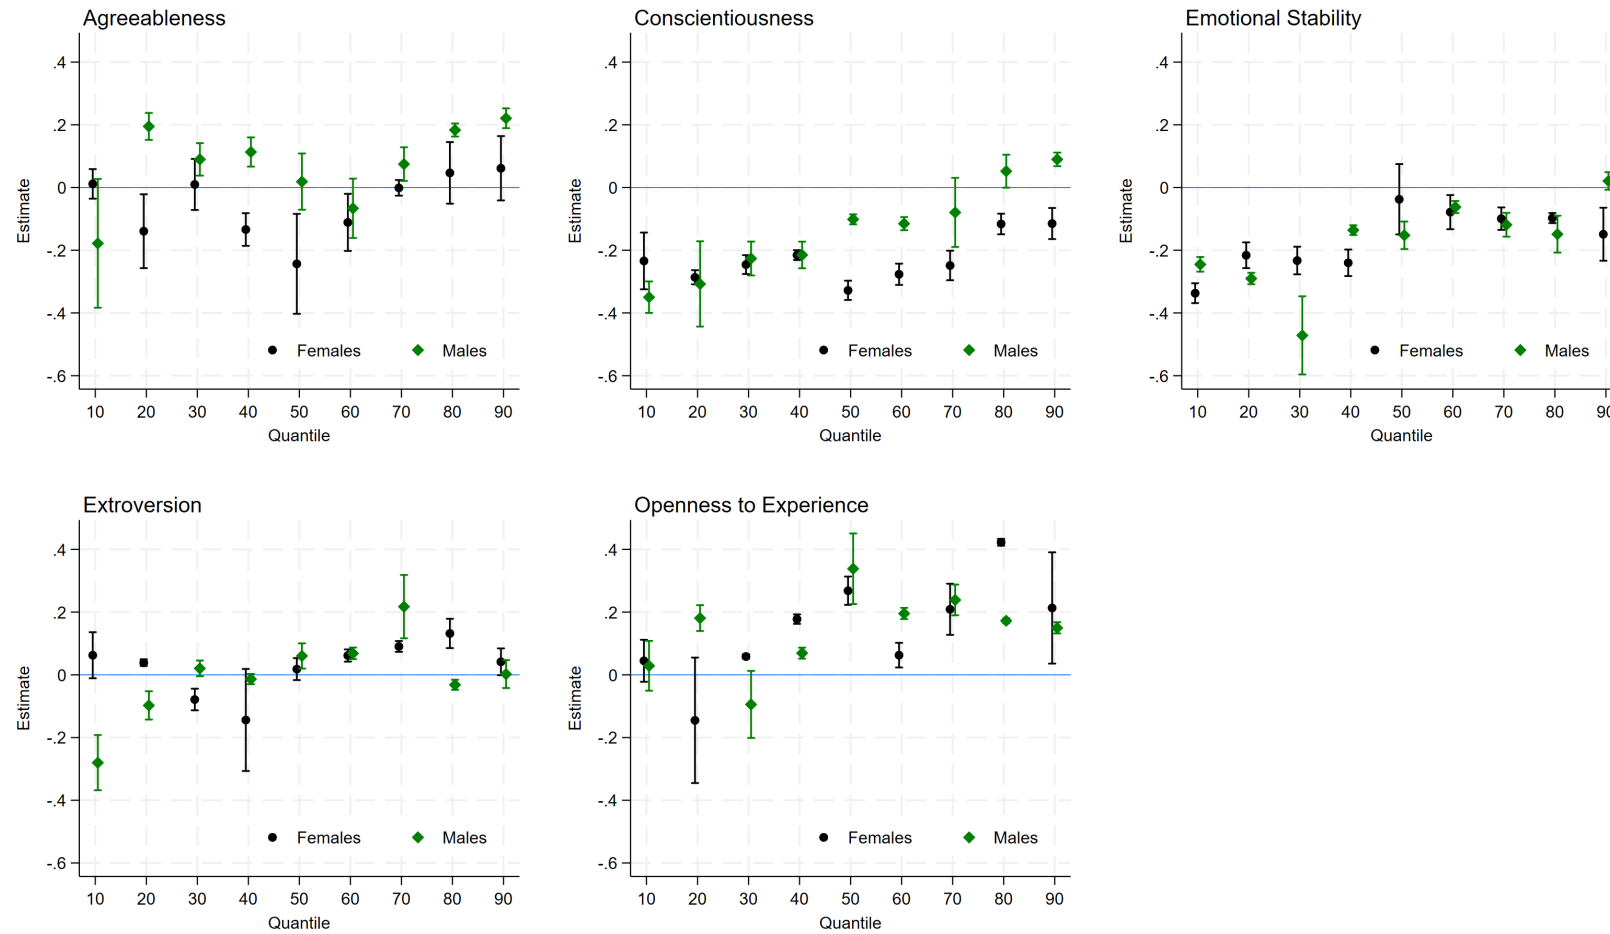 Agreeableness
Estimate
.4
.2
0
-.2
-.4
-.6
Females
Males
10 20 30 40 50 60 70 80 90
Quantile
Conscientiousness
Estimate
.4
.2
0
-.2
-.4
-.6
Females
Males
10 20 30 40 50 60 70 80 90
Quantile
Emotional Stability
Estimate
.4
.2
0
-.2
-.4
-.6
Females
Males
10 20 30 40 50 60 70 80 90
Quantile
Extroversion
Estimate
.4
.2
0
-.2
-.4
-.6
Females
Males
10 20 30 40 50 60 70 80 90
Quantile
Openness to Experience
Estimate
.4
.2
0
-.2
-.4
-.6
Females
Males
10 20 30 40 50 60 70 80 90
Quantile